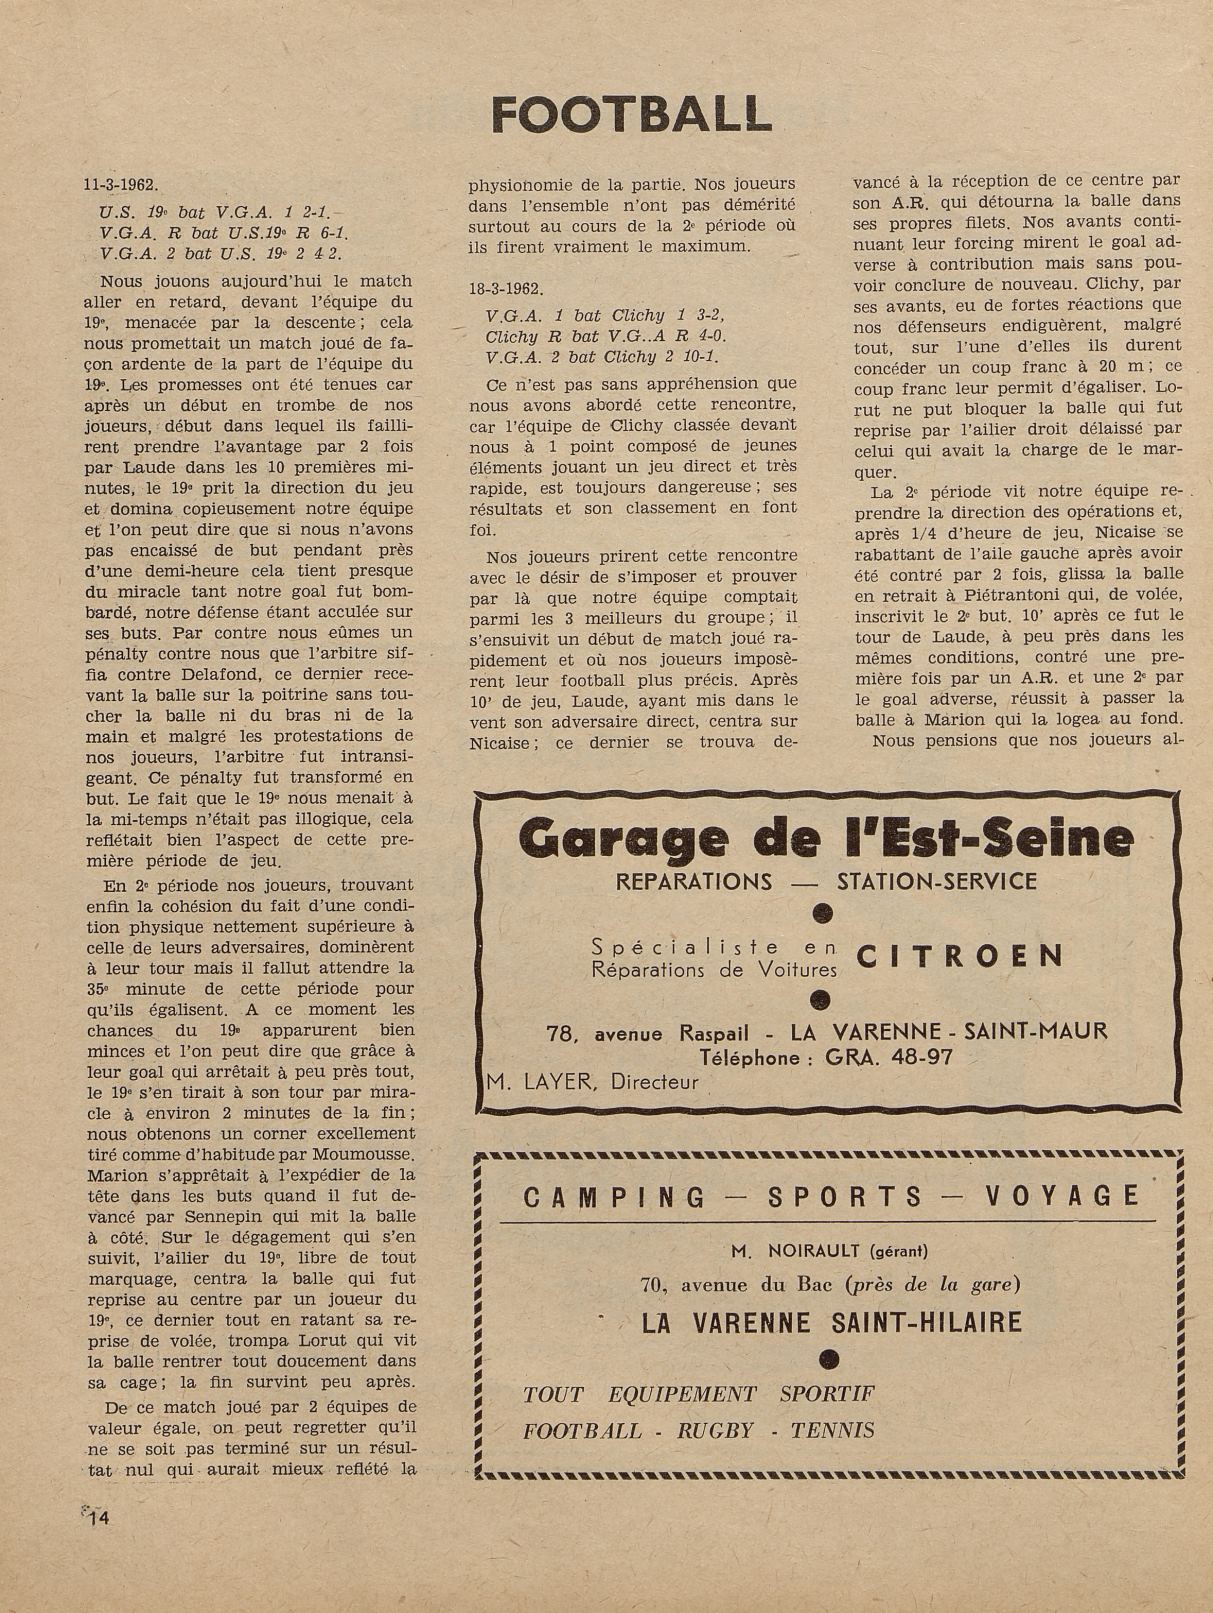 FOOTBALL
11-3-1962.
U.S. 19e bat V.G.A. 1 2-1.
V.G.A. R bat U.S.19e R 6-1.
V.G.A. 2 bat U.S. 19e 2 4-2.
Nous jouons aujourd'hui le match
aller en retard, devant l'équipe du
19e, menacée par la descente ; cela
nous promettait un match joué de fa-
çon ardente de la part de l'équipe du
19e. Les promesses ont été tenues car
après un début en trombe de nos
joueurs, début dans lequel ils failli-
rent prendre l'avantage par 2 fois
par Laude dans les 10 premières mi-
nutes, le 19e prit la direction du jeu
et domina copieusement notre équipe
et l'on peut dire que si nous n'avons
pas encaissé de but pendant près
d'une demi-heure cela tient presque
du miracle tant notre goal fut bom-
bardé, notre défense étant acculée sur
ses buts. Par contre nous eûmes un
pénalty contre nous que l'arbitre sif-
fla contre Delafond, ce dernier rece-
vant la balle sur la poitrine sans tou-
cher la balle ni du bras ni de la
main et malgré les protestations de
nos joueurs, l'arbitre fut intransi-
geant. Ce pénalty fut transformé en
but. Le fait que le 19e nous menait à
la mi-temps n'était pas illogique, cela
reflétait bien l'aspect de cette pre-
mière période de jeu.
En 2e période nos joueurs, trouvant
enfin la cohésion du fait d'une condi-
tion physique nettement supérieure à
celle de leurs adversaires, dominèrent
à leur tour mais il fallut attendre la
35e minute de cette période pour
qu'ils égalisent. A ce moment les
chances du 19e apparurent bien
minces et l'on peut dire que grâce à
leur goal qui arrêtait à peu près tout,
le 19e s'en tirait à son tour par mira-
cle à environ 2 minutes de la fin ;
nous obtenons un corner excellement
tiré comme d'habitude par Moumousse.
Marion s'apprêtait à l'expédier de la
tête dans les buts quand il fut de-
vancé par Sennepin qui mit la balle
à côté. Sur le dégagement qui s'en
suivit, l'ailier du 19e, libre de tout
marquage, centra la balle qui fut
reprise au centre par un joueur du
19e, ce dernier tout en ratant sa re-
prise de volée, trompa Lorut qui vit
la balle rentrer tout doucement dans
sa cage ; la fin survint peu après.
De ce match joué par 2 équipes de
valeur égale, on peut regretter qu'il
ne se soit pas terminé sur un résul-
tat nul qui aurait mieux reflété la
physionomie de la partie. Nos joueurs
dans l'ensemble n'ont pas démérité
surtout au cours de la 2e période où
ils firent vraiment le maximum.
18-3-1962.
V.G.A. 1 bat Clichy 1 3-2,
Clichy R bat V.G..A R 4-0.
V.G.A. 2 bat Clichy 2 10-1.
Ce n'est pas sans appréhension que
nous avons abordé cette rencontre,
car l'équipe de Clichy classée devant
nous à 1 point composé de jeunes
éléments jouant un jeu direct et très
rapide, est toujours dangereuse ; ses
résultats et son classement en font
foi.
Nos joueurs prirent cette rencontre
avec le désir de s'imposer et prouver
par là que notre équipe comptait
parmi les 3 meilleurs du groupe ; il
s'ensuivit un début de match joué ra-
pidement et où nos joueurs imposè-
rent leur football plus précis. Après
10' de jeu, Laude, ayant mis dans le
vent son adversaire direct, centra sur
Nicaise ; ce dernier se trouva de-
vancé à la réception de ce centre par
son A.R. qui détourna la balle dans
ses propres filets. Nos avants conti-
nuant leur forcing mirent le goal ad-
verse à contribution mais sans pou-
voir conclure de nouveau. Clichy, par
ses avants, eu de fortes réactions que
nos défenseurs endiguèrent, malgré
tout, sur l'une d'elles ils durent
concéder un coup franc à 20 m ; ce
coup franc leur permit d'égaliser. Lo-
rut ne put bloquer la balle qui fut
reprise par l'ailier droit délaissé par
celui qui avait la charge de le mar-
quer.
La 2e période vit notre équipe re-
prendre la direction des opérations et,
après 1/4 d'heure de jeu, Nicaise se
rabattant de l'aile gauche après avoir
été contré par 2 fois, glissa la balle
en retrait à Piétrantoni qui, de volée,
inscrivit le 2e but. 10' après ce fut le
tour de Laude, à peu près dans les
mêmes conditions, contré une pre-
mière fois par un A.R. et une 2e par
le goal adverse, réussit à passer la
balle à Marion qui la logea au fond.
Nous pensions que nos joueurs al-
Garage de l'Est-Seine
REPARATIONS — STATION-SERVICE
Spécialiste en
Réparations de Voitures
CITROEN
78, avenue Raspail - LA VARENNE - SAINT-MAUR
Téléphone : GRA. 48-97
M. LAYER, Directeur
CAMPING — SPORTS — VOYAGE
M. NOIRAULT (gérant)
70, avenue du Bac (près de la gare)
LA VARENNE SAINT-HILAIRE
TOUT EQUIPEMENT SPORTIF
FOOTBALL - RUGBY - TENNIS
14